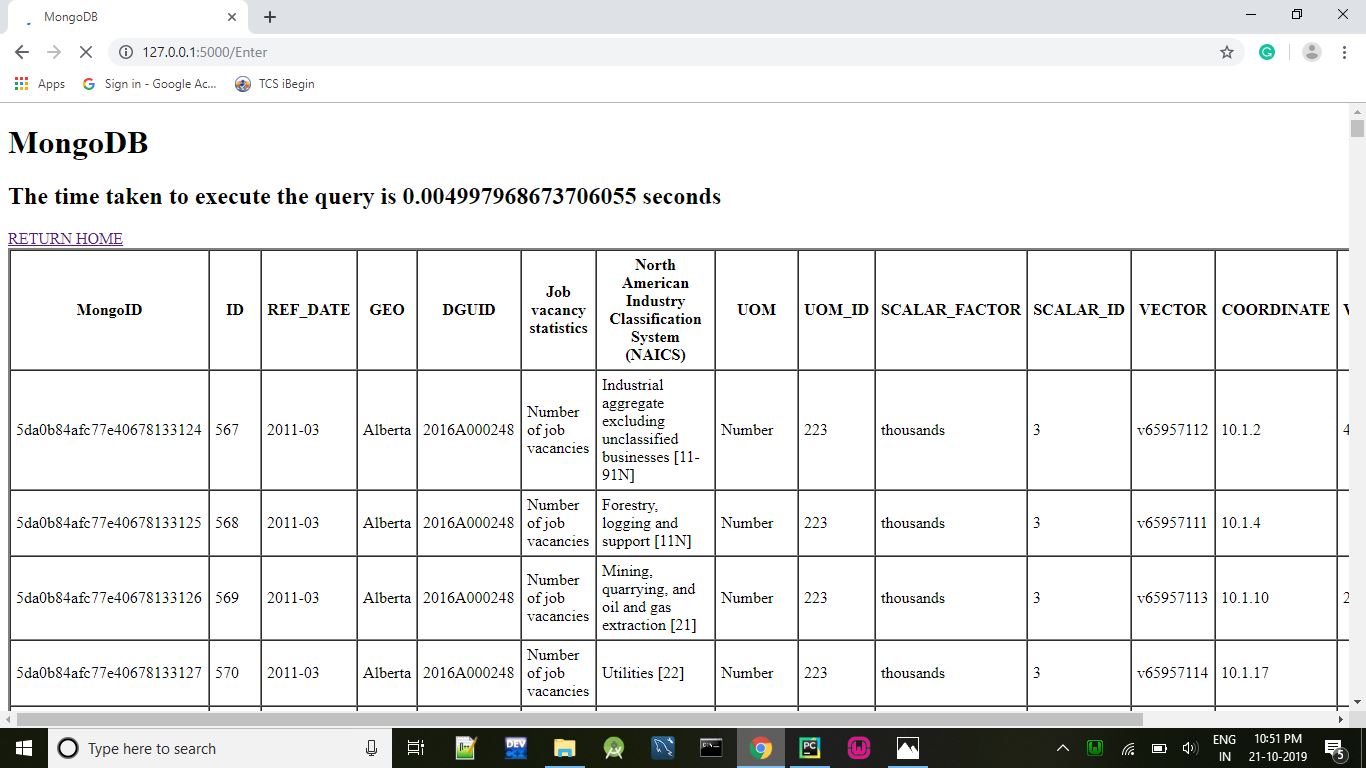 MongoDB
127.0.0.1:5000/Enter
Apps
Sign in - Google Ac...
TCS iBegin
MongoDB
The time taken to execute the query is 0.004997968673706055 seconds
RETURN HOME
MongoID ID REF_DATE GEO DGUID Job vacancy statistics North American Industry Classification System (NAICS) UOM UOM_ID SCALAR_FACTOR SCALAR_ID VECTOR COORDINATE
5da0b84afc77e40678133124 567 2011-03 Alberta 2016A000248 Number of job vacancies Industrial aggregate excluding unclassified businesses [11-91N] Number 223 thousands 3 v65957112 10.1.2 4
5da0b84afc77e40678133125 568 2011-03 Alberta 2016A000248 Number of job vacancies Forestry, logging and support [11N] Number 223 thousands 3 v65957111 10.1.4
5da0b84afc77e40678133126 569 2011-03 Alberta 2016A000248 Number of job vacancies Mining, quarrying, and oil and gas extraction [21] Number 223 thousands 3 v65957113 10.1.10 2
5da0b84afc77e40678133127 570 2011-03 Alberta 2016A000248 Number of job vacancies Utilities [22] Number 223 thousands 3 v65957114 10.1.17
Type here to search
DEV
PC
ENG
IN
10:51 PM
21-10-2019
5